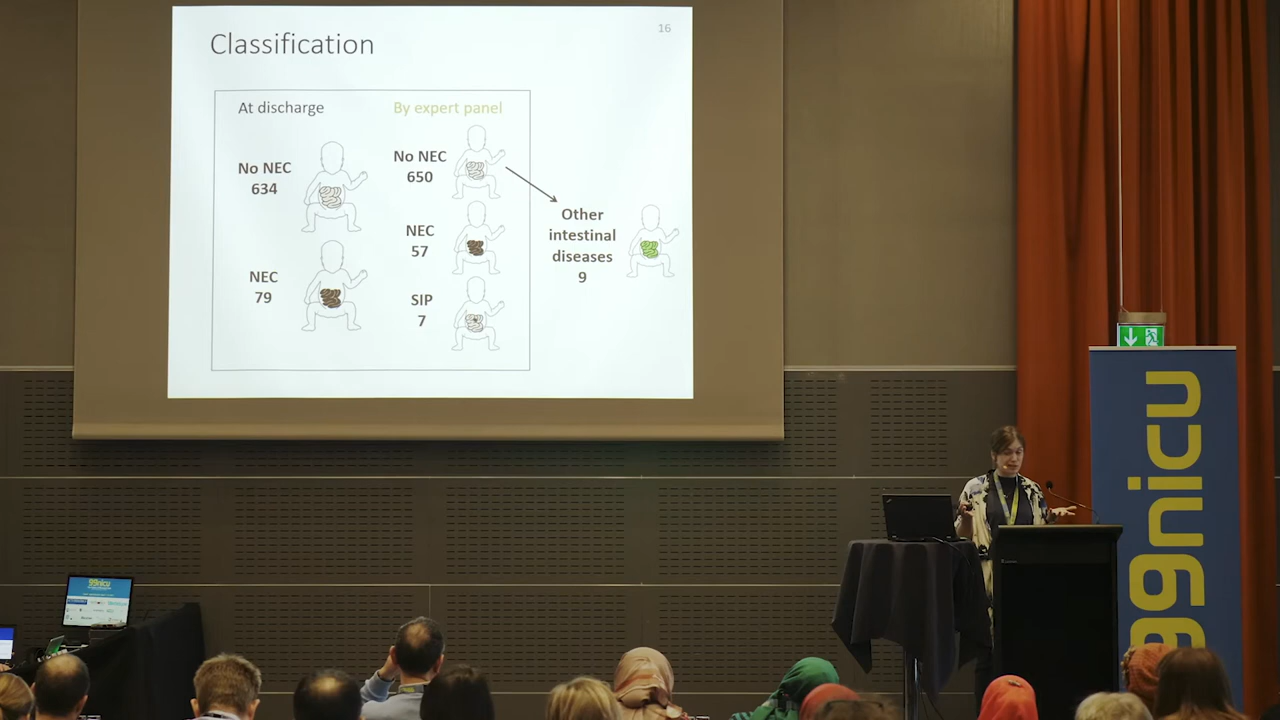 16
Classification
At discharge
By expert panel
No NEC
634
No NEC
650
NEC
57
NEC
79
SIP
7
Other
intestinal
diseases
9
99nicu
99nicu